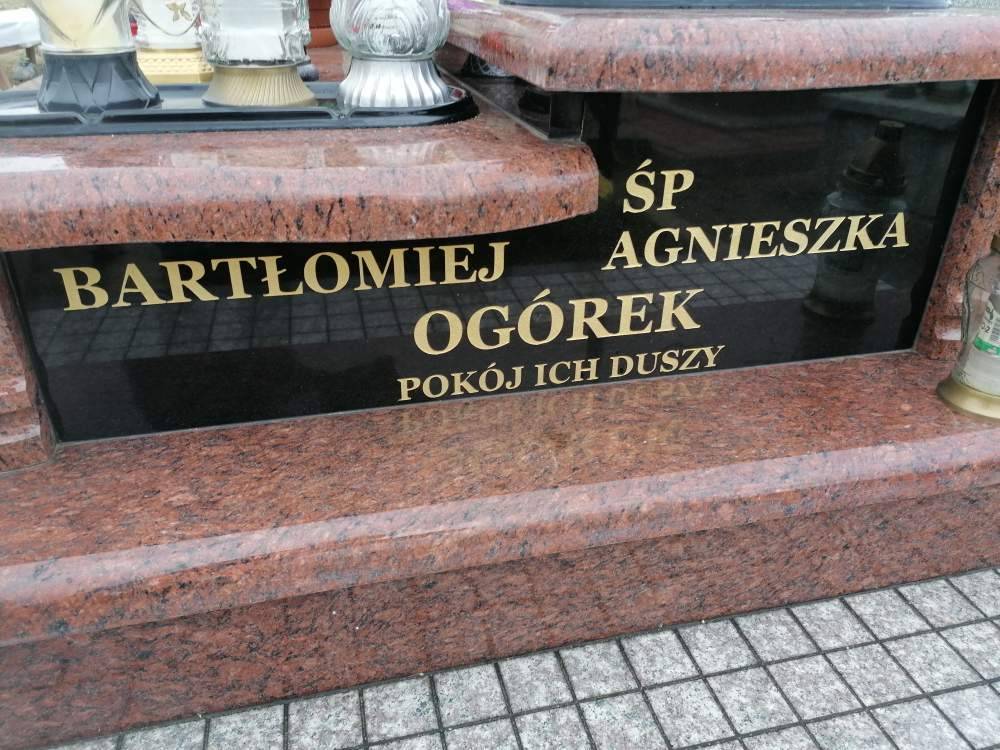 ŚP
BARTŁOMIEJ AGNIESZKA
OGÓREK
POKÓJ ICH DUSZY